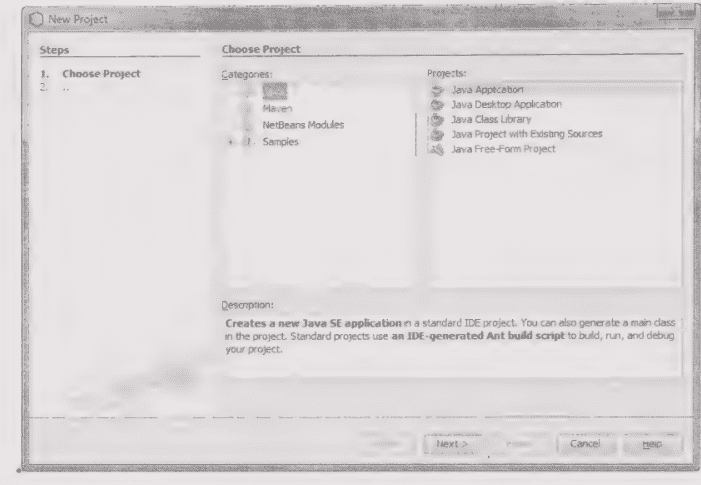 New Project
Steps
Choose Project
1. Choose Project
2. ..
Categories:
Projects:
Maven
NetBeans Modules
Samples
Java Application
Java Desktop Application
Java Class Library
Java Project with Existing Sources
Java Free-Form Project
Description:
Creates a new Java SE application in a standard IDE project. You can also generate a main class
in the project. Standard projects use an IDE-generated Ant build script to build, run, and debug
your project.
Next >
Cancel
Help